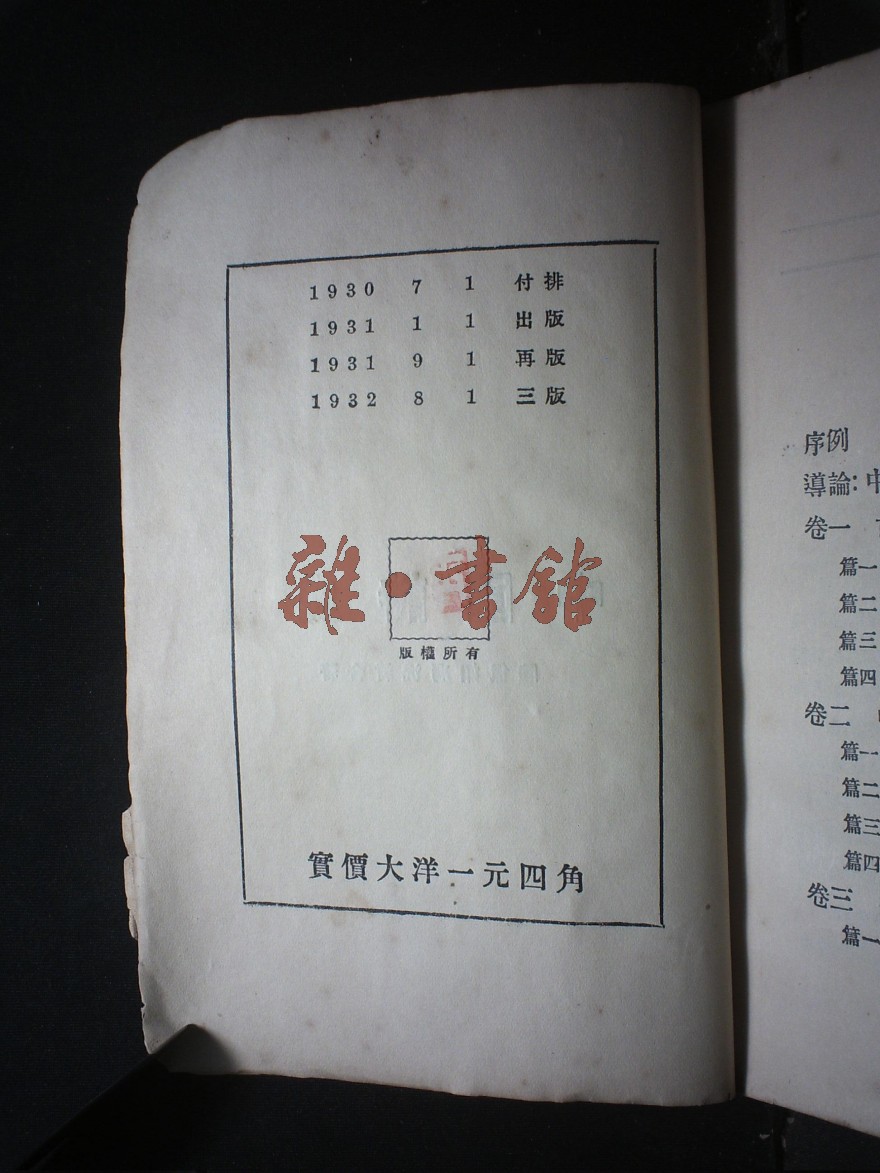 1930 7 1 付排
1931 1 1 出版
1931 9 1 再版
1932 8 1 三版
雜·書館
版權所有
實價大洋一元四角
序例
導論:中
卷一
篇一
篇二
篇三
篇四
卷二
篇一
篇二
篇三
篇四
卷三
篇一